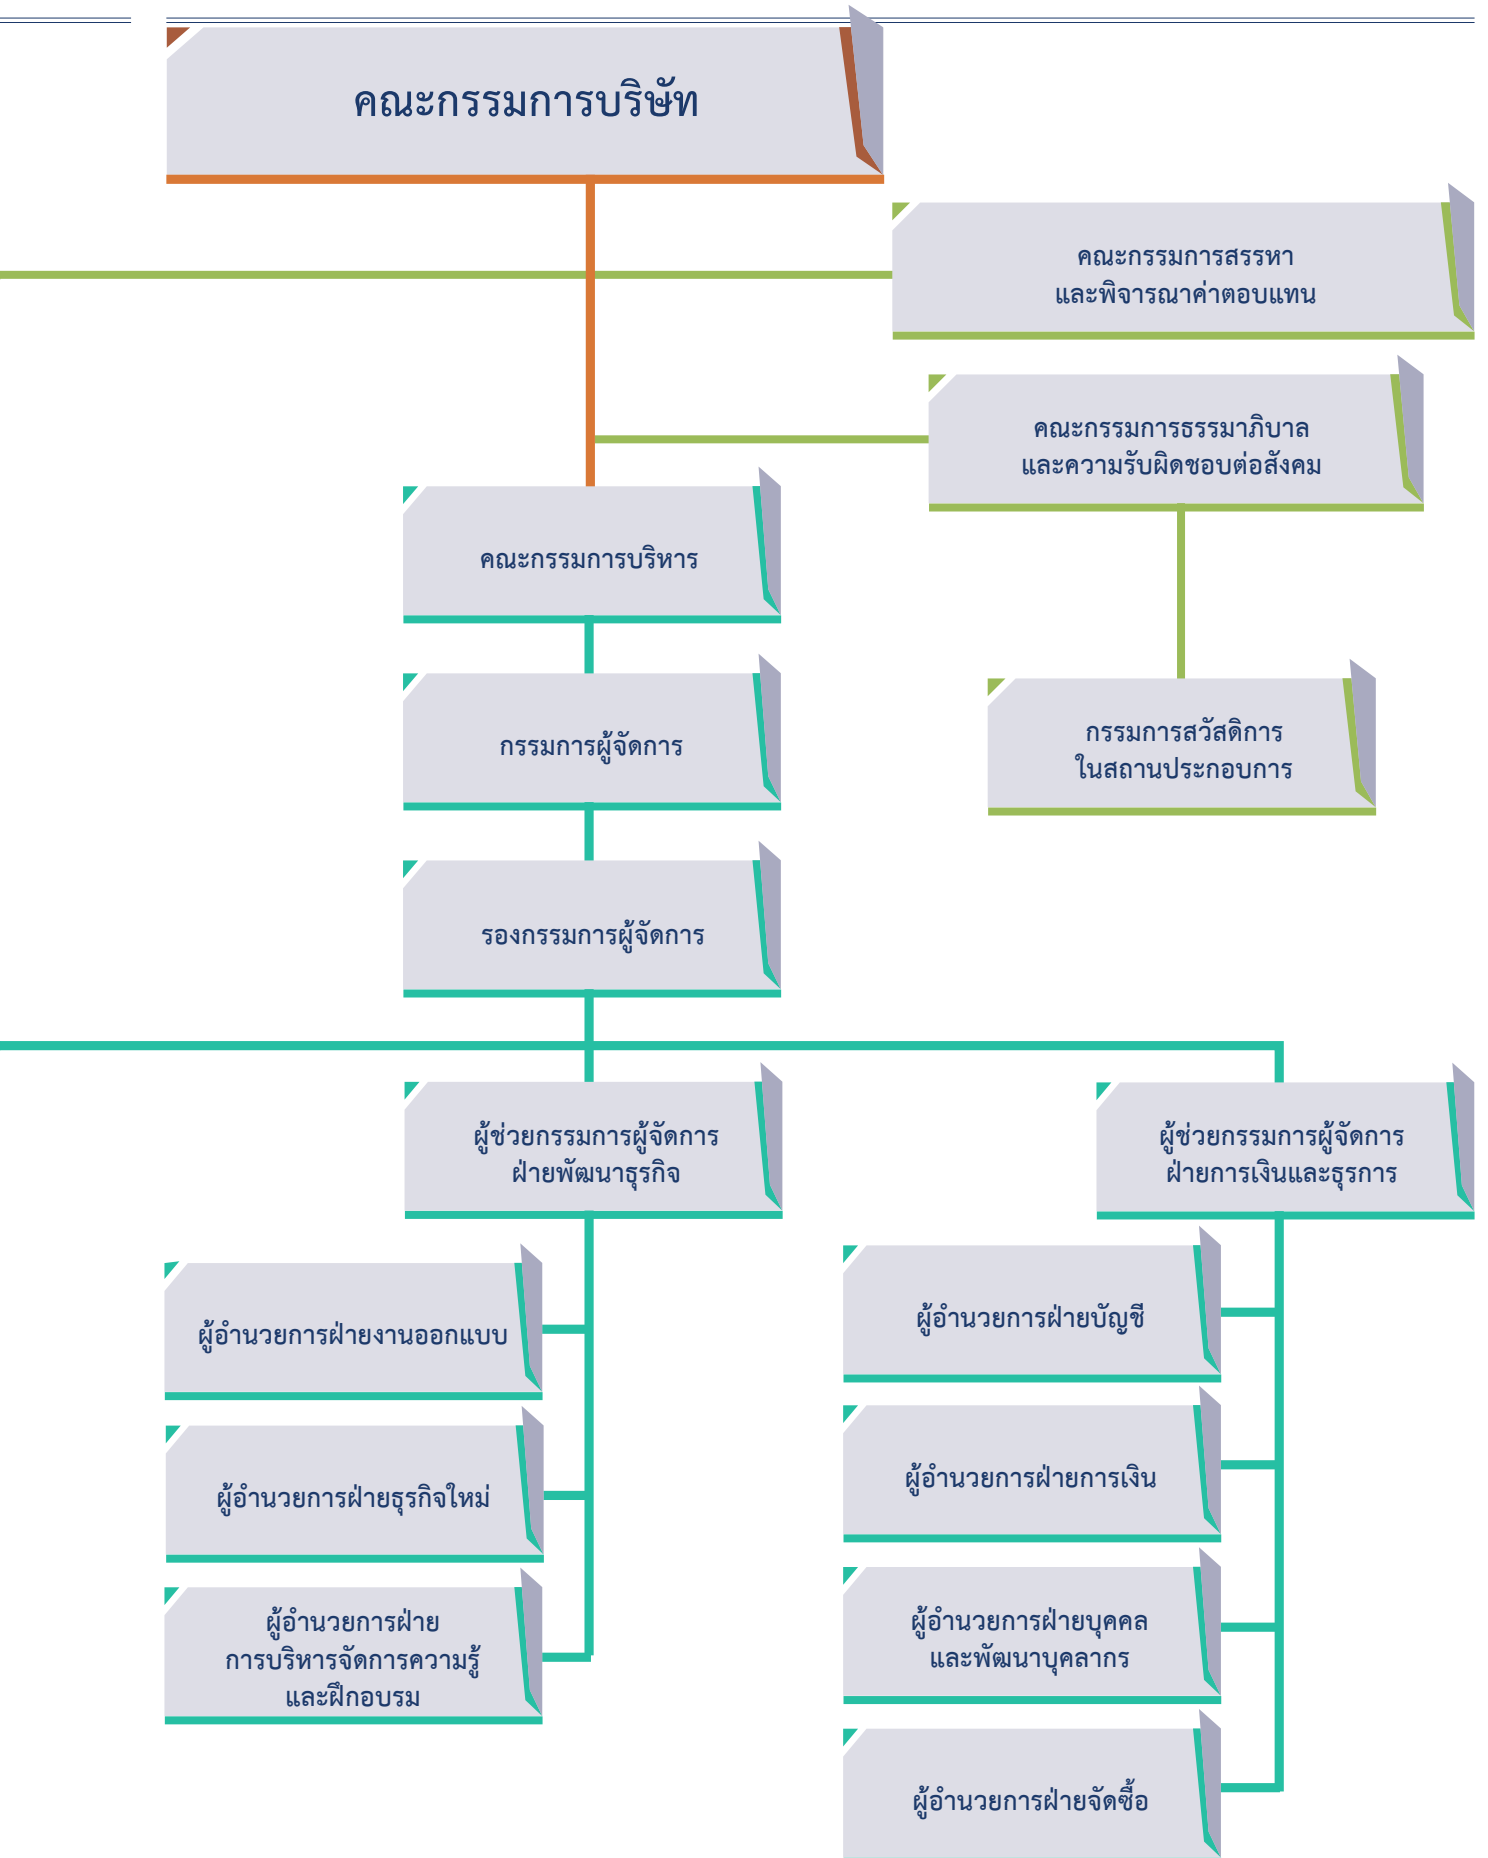 คณะกรรมการบริษัท
คณะกรรมการสรรหา
และพิจารณาค่าตอบแทน
คณะกรรมการธรรมาภิบาล
และความรับผิดชอบต่อสังคม
คณะกรรมการบริหาร
กรรมการผู้จัดการ
กรรมการสวัสดิการ
ในสถานประกอบการ
รองกรรมการผู้จัดการ
ผู้ช่วยกรรมการผู้จัดการ
ฝ่ายพัฒนาธุรกิจ
ผู้ช่วยกรรมการผู้จัดการ
ฝ่ายการเงินและธุรการ
ผู้อำนวยการฝ่ายงานออกแบบ
ผู้อำนวยการฝ่ายธุรกิจใหม่
ผู้อำนวยการฝ่าย
การบริหารจัดการความรู้
และฝึกอบรม
ผู้อำนวยการฝ่ายบัญชี
ผู้อำนวยการฝ่ายการเงิน
ผู้อำนวยการฝ่ายบุคคล
และพัฒนาบุคลากร
ผู้อำนวยการฝ่ายจัดซื้อ